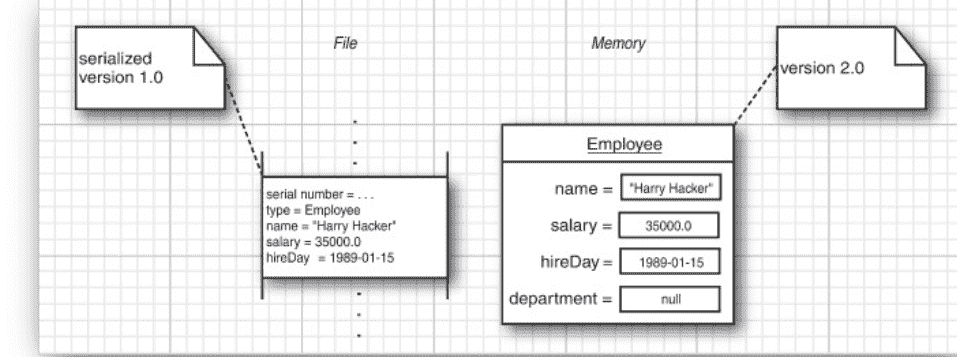 serialized
version 1.0
File
Memory
version 2.0
serial number = . . .
type = Employee
name = "Harry Hacker"
salary = 35000.0
hireDay = 1989-01-15
Employee
name = "Harry Hacker"
salary = 35000.0
hireDay = 1989-01-15
department = null